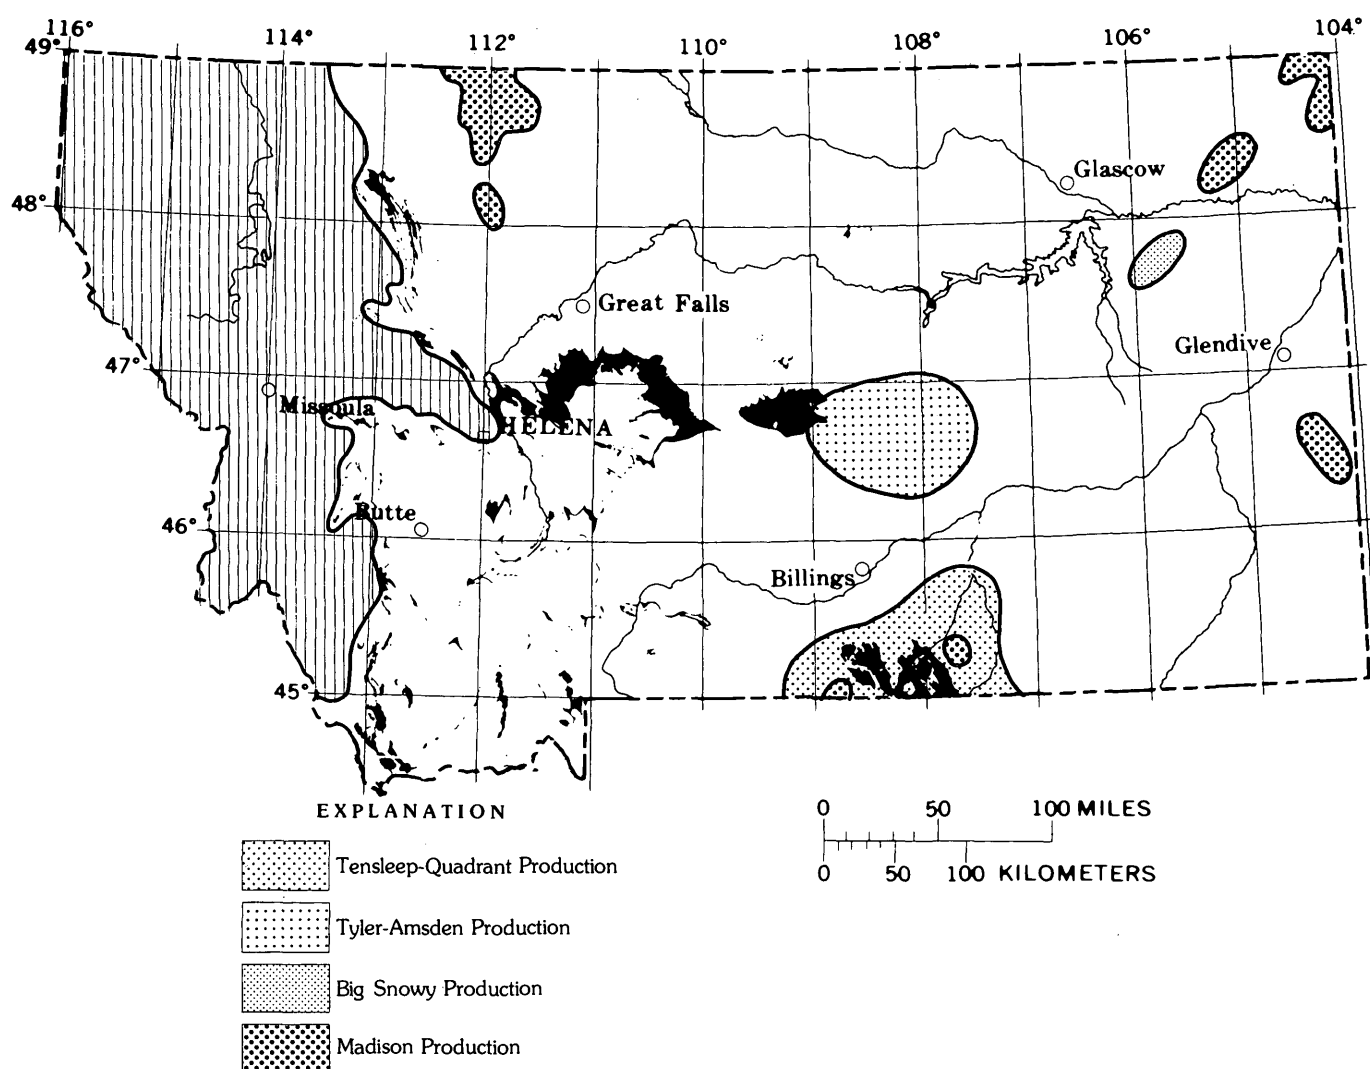 116° 114° 112° 110° 108° 106° 104°
49°
Glascow
48°
Great Falls
Glendive
47°
Missoula
HELENA
Butte
46°
Billings
45°
EXPLANATION
0 50 100 MILES
0 50 100 KILOMETERS
Tensleep-Quadrant Production
Tyler-Amsden Production
Big Snowy Production
Madison Production